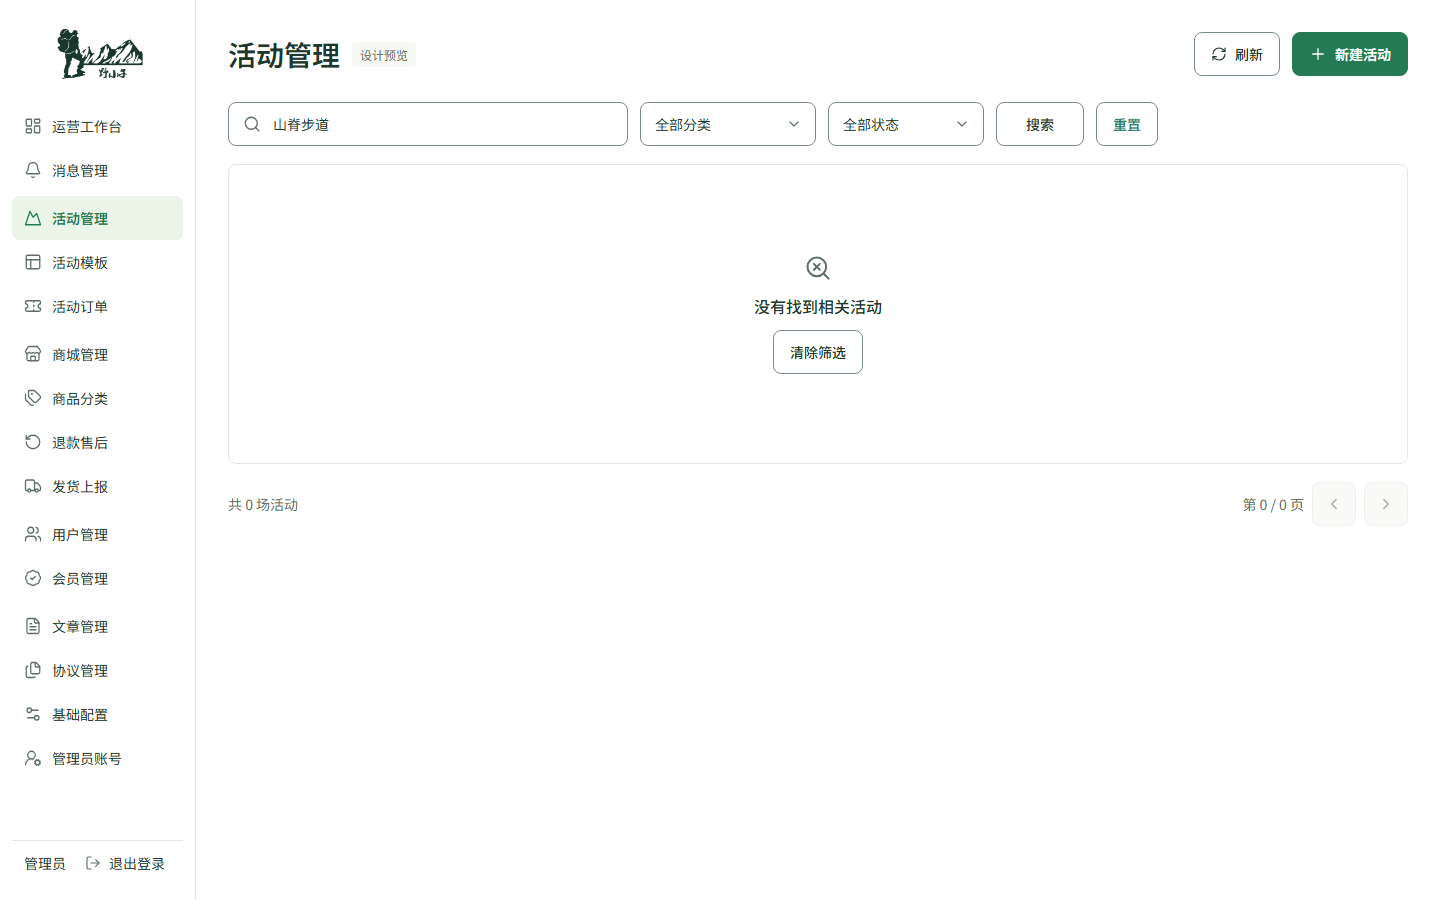 野小子
运营工作台
消息管理
活动管理
活动模板
活动订单
商城管理
商品分类
退款售后
发货上报
用户管理
会员管理
文章管理
协议管理
基础配置
管理员账号
管理员 退出登录
活动管理 设计预览
刷新 新建活动
山脊步道 全部分类 全部状态 搜索 重置
没有找到相关活动
清除筛选
共 0 场活动
第 0 / 0 页